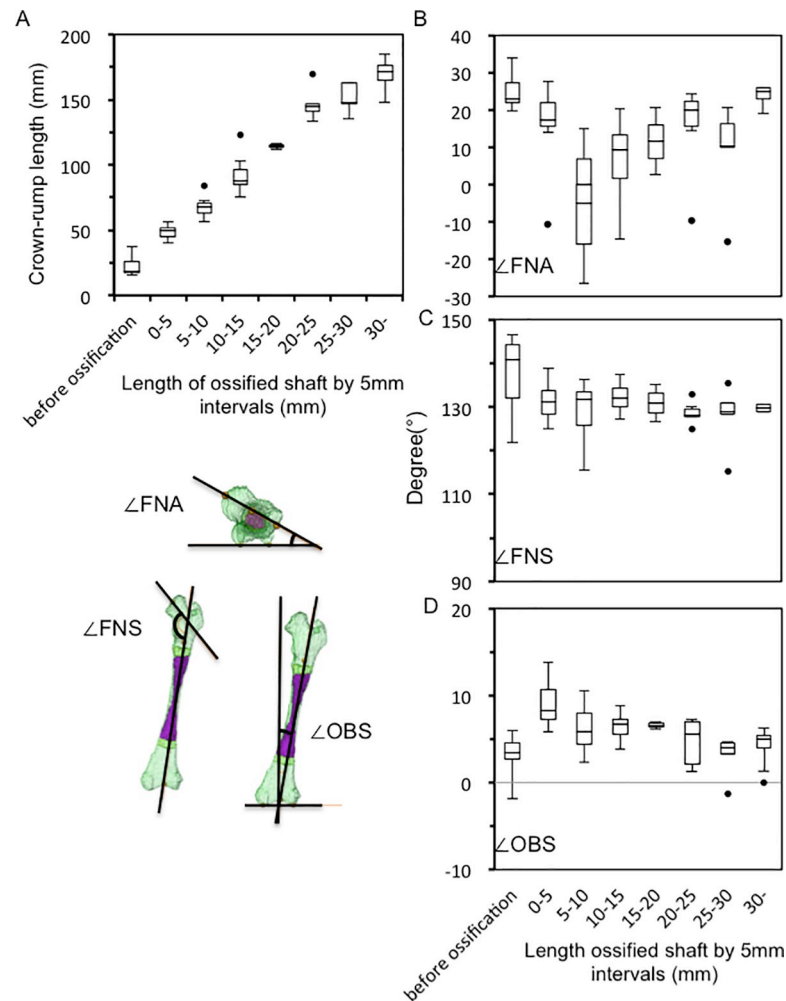 A
200
150
100
50
0
Crown-rump length (mm)
before ossification
0-5
5-10
10-15
15-20
20-25
25-30
30-
Length of ossified shaft by 5mm
intervals (mm)
∠FNA
∠FNS
∠OBS
B
40
30
20
10
0
-10
-20
-30
∠FNA
C
150
130
110
90
Degree(°)
∠FNS
D
20
10
0
-10
∠OBS
before ossification
0-5
5-10
10-15
15-20
20-25
25-30
30-
Length ossified shaft by 5mm
intervals (mm)